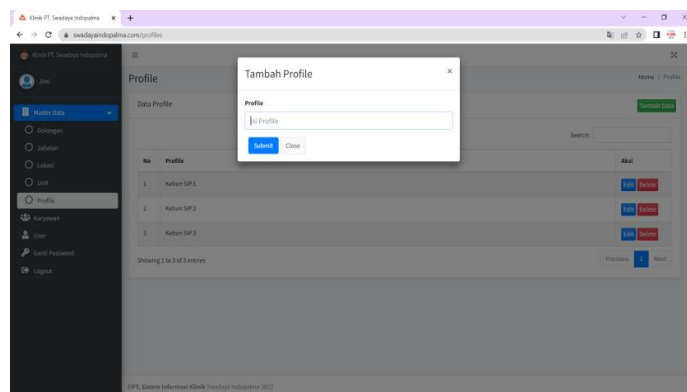 Klinik PT. Swadaya Indopalma
swadayaindopalma.com/profiles
Klinik PT. Swadaya Indopalma
Profile
Home / Profile
Master Data
Golongan
Jabatan
Lokasi
Unit
Profile
Karyawan
User
Ganti Password
Logout
Tambah Profile
Profile
Isi Profile
Submit Close
Data Profile
Tambah Data
Search:
No Profile Aksi
1 Kebun SIP.1 Edit Delete
2 Kebun SIP.2 Edit Delete
3 Kebun SIP.3 Edit Delete
Showing 1 to 3 of 3 entries
Previous 1 Next
©PT. Sistem Informasi Klinik Swadaya Indopalma 2023